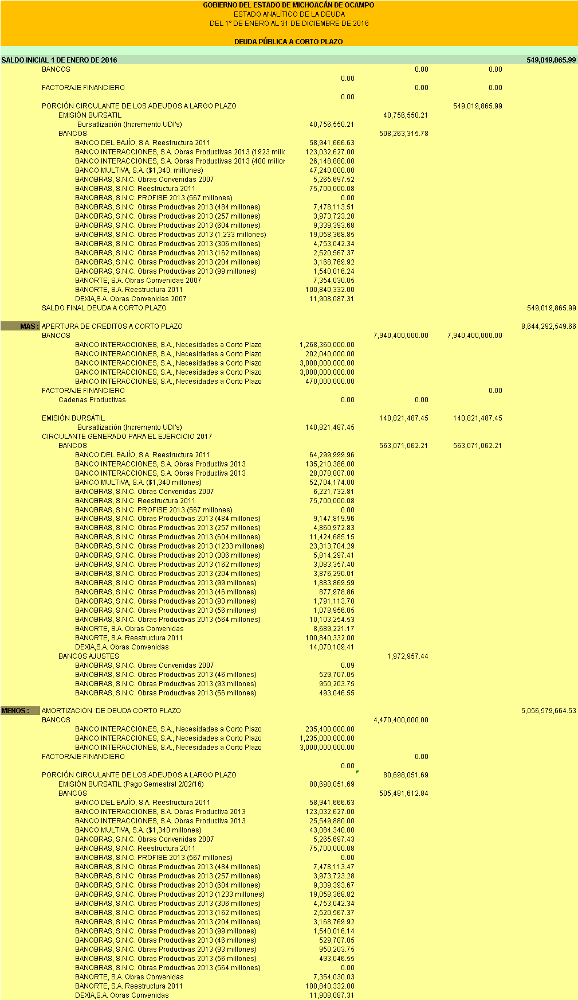 GOBIERNO DEL ESTADO DE MICHOACÁN DE OCAMPO
ESTADO ANALÍTICO DE LA DEUDA
DEL 1° DE ENERO AL 31 DE DICIEMBRE DE 2016
DEUDA PÚBLICA A CORTO PLAZO
SALDO INICIAL 1 DE ENERO DE 2016 549,019,865.99
BANCOS 0.00 0.00
0.00
FACTORAJE FINANCIERO 0.00 0.00
0.00
PORCIÓN CIRCULANTE DE LOS ADEUDOS A LARGO PLAZO 549,019,865.99
EMISIÓN BURSATIL 40,756,550.21
Bursatlización (Incremento UDI's) 40,756,550.21
BANCOS 508,263,315.78
BANCO DEL BAJÍO, S.A. Reestructura 2011 58,941,666.63
BANCO INTERACCIONES, S.A. Obras Productivas 2013 (1923 millo 123,032,627.00
BANCO INTERACCIONES, S.A. Obras Productivas 2013 (400 millor 26,148,880.00
BANCO MULTIVA, S.A. ($1,340. millones) 47,240,000.00
BANOBRAS, S.N.C. Obras Convenidas 2007 5,265,697.52
BANOBRAS, S.N.C. Reestructura 2011 75,700,000.08
BANOBRAS, S.N.C. PROFISE 2013 (567 millones) 0.00
BANOBRAS, S.N.C. Obras Productivas 2013 (484 millones) 7,478,113.51
BANOBRAS, S.N.C. Obras Productivas 2013 (257 millones) 3,973,723.28
BANOBRAS, S.N.C. Obras Productivas 2013 (604 millones) 9,339,393.68
BANOBRAS, S.N.C. Obras Productivas 2013 (1,233 millones) 19,058,368.85
BANOBRAS, S.N.C. Obras Productivas 2013 (306 millones) 4,753,042.34
BANOBRAS, S.N.C. Obras Productivas 2013 (162 millones) 2,520,567.37
BANOBRAS, S.N.C. Obras Productivas 2013 (204 millones) 3,168,769.92
BANOBRAS, S.N.C. Obras Productivas 2013 (99 millones) 1,540,016.24
BANORTE, S.A. Obras Convenidas 2007 7,354,030.05
BANORTE, S.A. Reestructura 2011 100,840,332.00
DEXIA,S.A. Obras Convenidas 2007 11,908,087.31
SALDO FINAL DEUDA A CORTO PLAZO 549,019,865.99
MAS : APERTURA DE CREDITOS A CORTO PLAZO 8,644,292,549.66
BANCOS 7,940,400,000.00 7,940,400,000.00
BANCO INTERACCIONES, S.A., Necesidades a Corto Plazo 1,268,360,000.00
BANCO INTERACCIONES, S.A., Necesidades a Corto Plazo 202,040,000.00
BANCO INTERACCIONES, S.A., Necesidades a Corto Plazo 3,000,000,000.00
BANCO INTERACCIONES, S.A., Necesidades a Corto Plazo 3,000,000,000.00
BANCO INTERACCIONES, S.A., Necesidades a Corto Plazo 470,000,000.00
FACTORAJE FINANCIERO 0.00
Cadenas Productivas 0.00 0.00
EMISIÓN BURSÁTIL 140,821,487.45 140,821,487.45
Bursatlización (Incremento UDI's) 140,821,487.45
CIRCULANTE GENERADO PARA EL EJERCICIO 2017
BANCOS 563,071,062.21 563,071,062.21
BANCO DEL BAJÍO, S.A. Reestructura 2011 64,299,999.96
BANCO INTERACCIONES, S.A. Obras Productiva 2013 135,210,386.00
BANCO INTERACCIONES, S.A. Obras Productiva 2013 28,078,807.00
BANCO MULTIVA, S.A. ($1,340 millones) 52,704,174.00
BANOBRAS, S.N.C. Obras Convenidas 2007 6,221,732.81
BANOBRAS, S.N.C. Reestructura 2011 75,700,000.08
BANOBRAS, S.N.C. PROFISE 2013 (567 millones) 0.00
BANOBRAS, S.N.C. Obras Productivas 2013 (484 millones) 9,147,819.96
BANOBRAS, S.N.C. Obras Productivas 2013 (257 millones) 4,860,972.83
BANOBRAS, S.N.C. Obras Productivas 2013 (604 millones) 11,424,685.15
BANOBRAS, S.N.C. Obras Productivas 2013 (1233 millones) 23,313,704.29
BANOBRAS, S.N.C. Obras Productivas 2013 (306 millones) 5,814,297.41
BANOBRAS, S.N.C. Obras Productivas 2013 (162 millones) 3,083,357.40
BANOBRAS, S.N.C. Obras Productivas 2013 (204 millones) 3,876,290.01
BANOBRAS, S.N.C. Obras Productivas 2013 (99 millones) 1,883,869.59
BANOBRAS, S.N.C. Obras Productivas 2013 (46 millones) 877,978.86
BANOBRAS, S.N.C. Obras Productivas 2013 (93 millones) 1,791,113.70
BANOBRAS, S.N.C. Obras Productivas 2013 (56 millones) 1,078,956.05
BANOBRAS, S.N.C. Obras Productivas 2013 (564 millones) 10,103,254.53
BANORTE, S.A. Obras Convenidas 8,689,221.17
BANORTE, S.A. Reestructura 2011 100,840,332.00
DEXIA,S.A. Obras Convenidas 14,070,109.41
BANCOS AJUSTES 1,972,957.44
BANOBRAS, S.N.C. Obras Convenidas 2007 0.09
BANOBRAS, S.N.C. Obras Productivas 2013 (46 millones) 529,707.05
BANOBRAS, S.N.C. Obras Productivas 2013 (93 millones) 950,203.75
BANOBRAS, S.N.C. Obras Productivas 2013 (56 millones) 493,046.55
MENOS : AMORTIZACIÓN DE DEUDA CORTO PLAZO 5,056,579,664.53
BANCOS 4,470,400,000.00
BANCO INTERACCIONES, S.A., Necesidades a Corto Plazo 235,400,000.00
BANCO INTERACCIONES, S.A., Necesidades a Corto Plazo 1,235,000,000.00
BANCO INTERACCIONES, S.A., Necesidades a Corto Plazo 3,000,000,000.00
FACTORAJE FINANCIERO 0.00
0.00
PORCIÓN CIRCULANTE DE LOS ADEUDOS A LARGO PLAZO 80,698,051.69
EMISIÓN BURSATIL (Pago Semestral 2/02/16) 80,698,051.69
BANCOS 505,481,612.84
BANCO DEL BAJÍO, S.A. Reestructura 2011 58,941,666.63
BANCO INTERACCIONES, S.A. Obras Productiva 2013 123,032,627.00
BANCO INTERACCIONES, S.A. Obras Productiva 2013 25,549,880.00
BANCO MULTIVA, S.A. ($1,340 millones) 43,084,340.00
BANOBRAS, S.N.C. Obras Convenidas 2007 5,265,697.43
BANOBRAS, S.N.C. Reestructura 2011 75,700,000.08
BANOBRAS, S.N.C. PROFISE 2013 (567 millones) 0.00
BANOBRAS, S.N.C. Obras Productivas 2013 (484 millones) 7,478,113.47
BANOBRAS, S.N.C. Obras Productivas 2013 (257 millones) 3,973,723.28
BANOBRAS, S.N.C. Obras Productivas 2013 (604 millones) 9,339,393.67
BANOBRAS, S.N.C. Obras Productivas 2013 (1233 millones) 19,058,368.82
BANOBRAS, S.N.C. Obras Productivas 2013 (306 millones) 4,753,042.34
BANOBRAS, S.N.C. Obras Productivas 2013 (162 millones) 2,520,567.37
BANOBRAS, S.N.C. Obras Productivas 2013 (204 millones) 3,168,769.92
BANOBRAS, S.N.C. Obras Productivas 2013 (99 millones) 1,540,016.14
BANOBRAS, S.N.C. Obras Productivas 2013 (46 millones) 529,707.05
BANOBRAS, S.N.C. Obras Productivas 2013 (93 millones) 950,203.75
BANOBRAS, S.N.C. Obras Productivas 2013 (56 millones) 493,046.55
BANOBRAS, S.N.C. Obras Productivas 2013 (564 millones) 0.00
BANORTE, S.A. Obras Convenidas 7,354,030.03
BANORTE, S.A. Reestructura 2011 100,840,332.00
DEXIA,S.A. Obras Convenidas 11,908,087.31